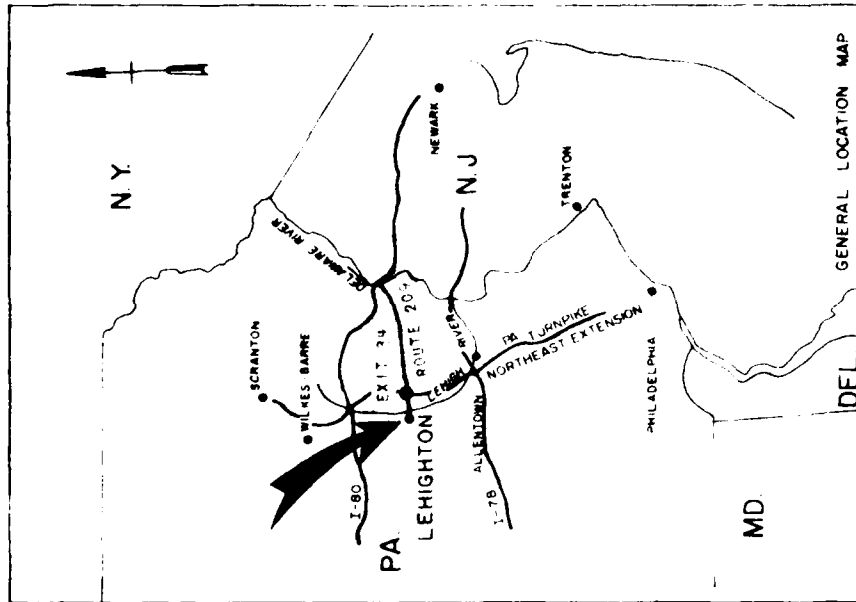 N.Y.
DELAWARE RIVER
NEWARK
SCRANTON
WILKES BARRE
N.J
EXIT 34
ROUTE 209
TRENTON
I-80
LEHIGH
RIVER
PA TURNPIKE
NORTHEAST EXTENSION
PA.
LEHIGHTON
ALLENTOWN
I-78
PHILADELPHIA
MD.
DEL.
GENERAL LOCATION MAP